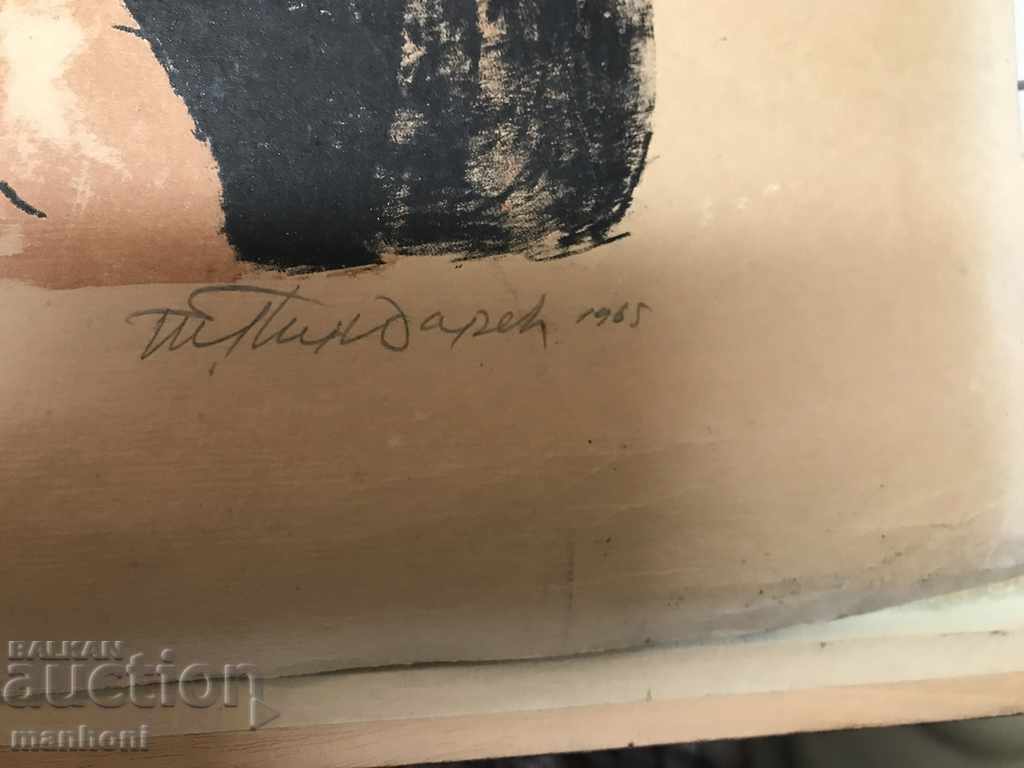 Т. Пиндарев 1965
BALKAN
auction
manhoni